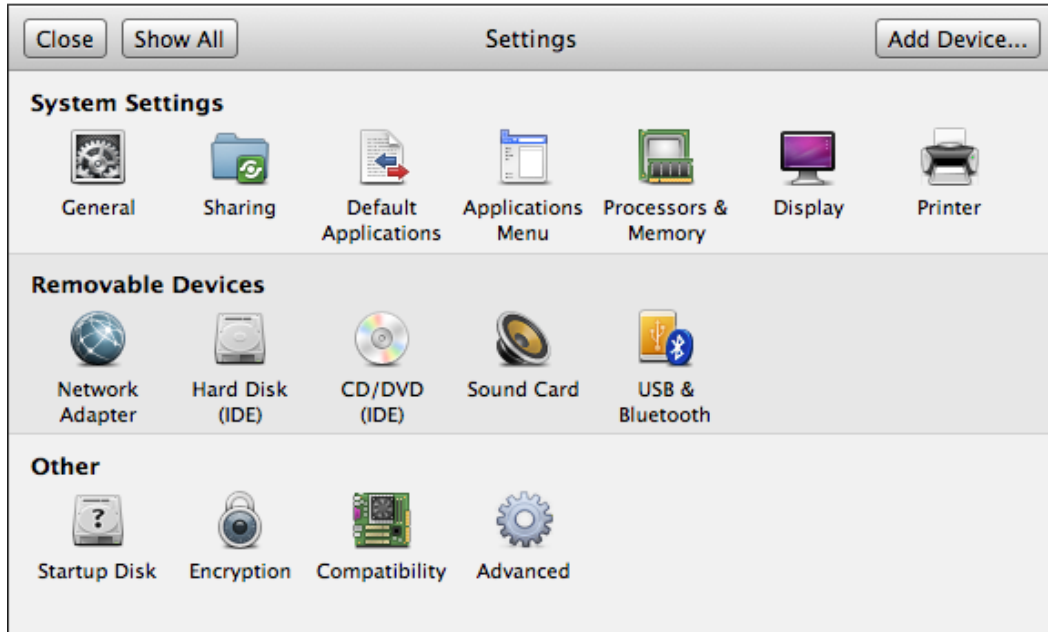 Close Show All Settings Add Device...
System Settings
General Sharing Default Applications Processors & Display Printer
Applications Menu Memory
Removable Devices
Network Hard Disk CD/DVD Sound Card USB &
Adapter (IDE) (IDE) Bluetooth
Other
?
Startup Disk Encryption Compatibility Advanced